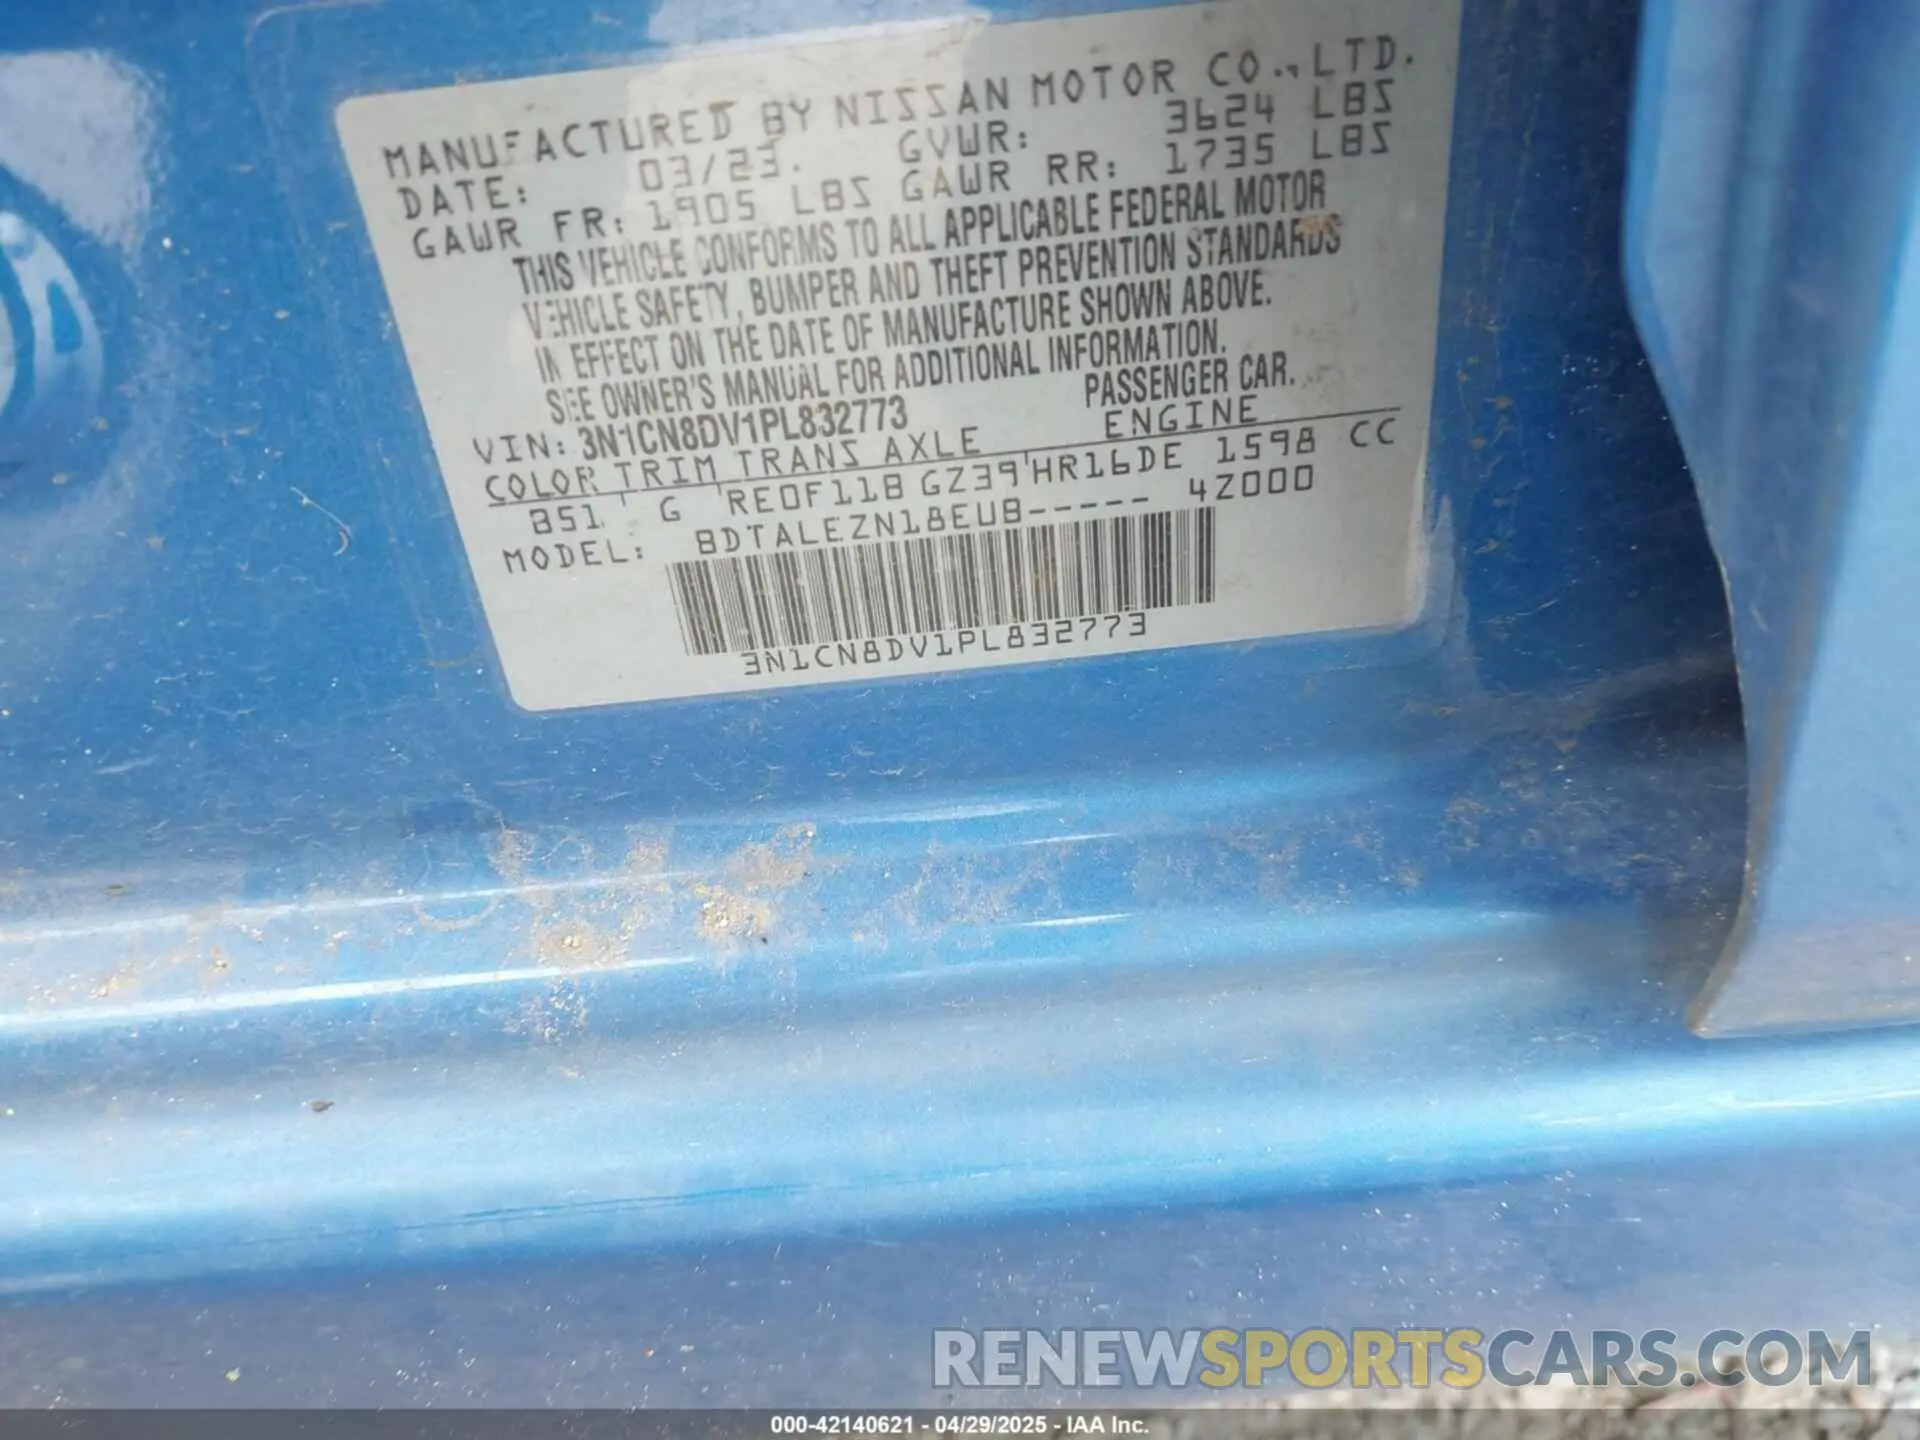 MANUFACTURED BY NISSAN MOTOR CO., LTD.
DATE: 03/23. GVWR: 3624 LBS
GAWR FR: 1905 LBS GAWR RR: 1735 LBS
THIS VEHICLE CONFORMS TO ALL APPLICABLE FEDERAL MOTOR
VEHICLE SAFETY, BUMPER AND THEFT PREVENTION STANDARDS
IN EFFECT ON THE DATE OF MANUFACTURE SHOWN ABOVE.
SEE OWNER'S MANUAL FOR ADDITIONAL INFORMATION.
VIN: 3N1CN8DV1PL832773 PASSENGER CAR.
COLOR TRIM TRANS AXLE ENGINE
B51 G RE0F11B GZ39 HR16DE 1598 CC
MODEL: BDTALEZN18EUB----- 4Z000
3N1CN8DV1PL832773
RENEWSPORTSCARS.COM
000-42140621 - 04/29/2025 - IAA Inc.